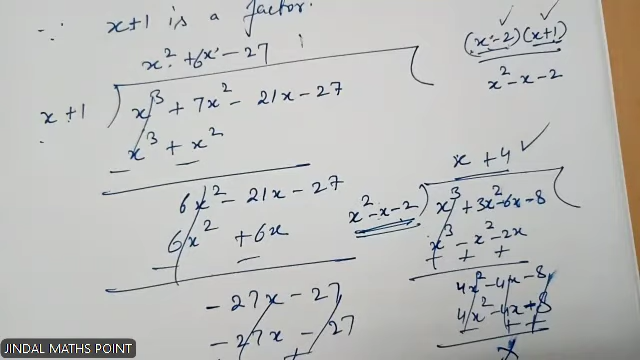 ∵ x+1 is a factor.
x² + 6x - 27
x+1 ) x³ + 7x² - 21x - 27
x³ + x²
- -
6x² - 21x - 27
6x² + 6x
- -
- 27x - 27
- 27x - 27
+
(x-2)(x+1)
x² - x - 2
x + 4
x² - x - 2 ) x³ + 3x² - 6x - 8
x³ - x² - 2x
+ + +
4x² - 4x - 8
4x² - 4x + 8
- + +
JINDAL MATHS POINT